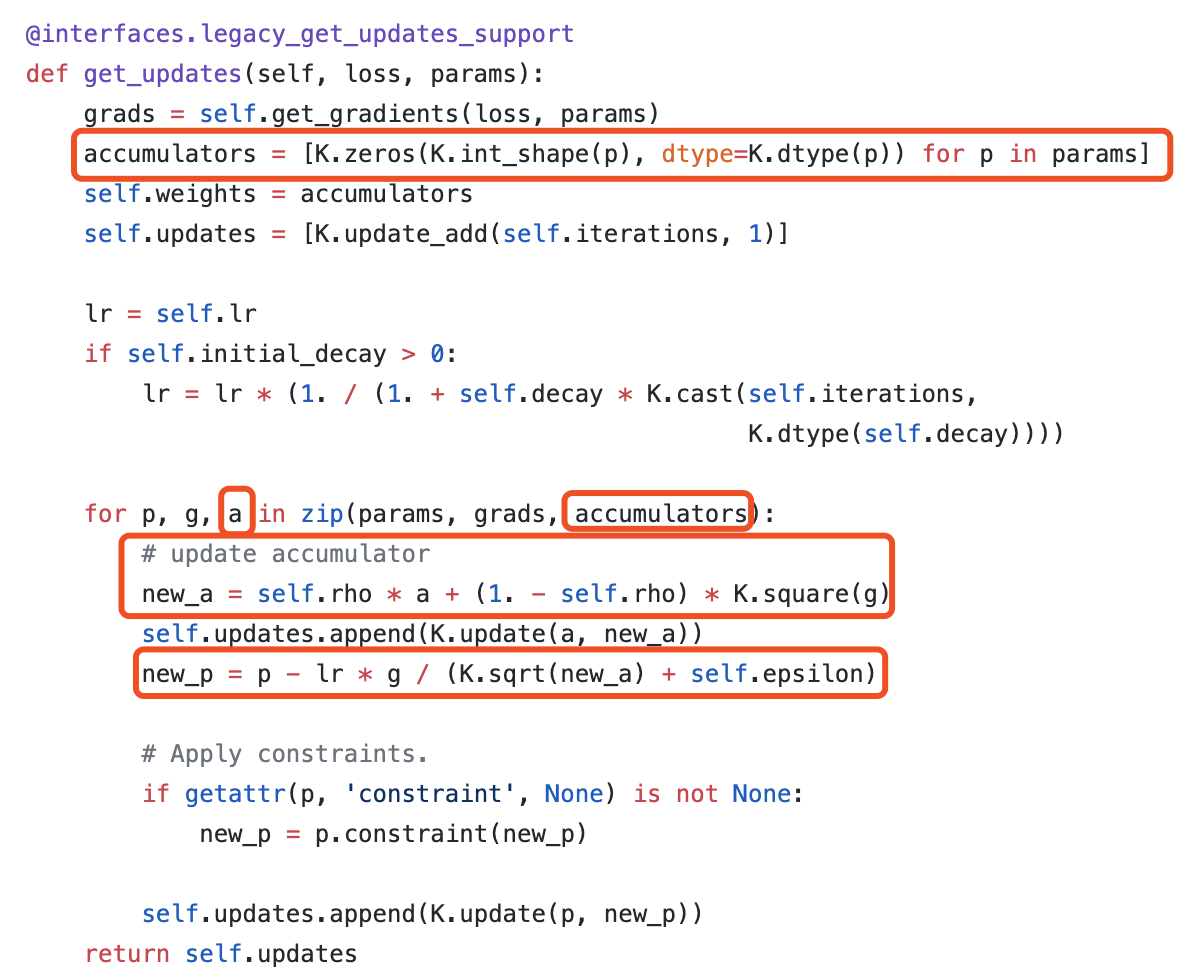 @interfaces.legacy_get_updates_support
def get_updates(self, loss, params):
    grads = self.get_gradients(loss, params)
    accumulators = [K.zeros(K.int_shape(p), dtype=K.dtype(p)) for p in params]
    self.weights = accumulators
    self.updates = [K.update_add(self.iterations, 1)]

    lr = self.lr
    if self.initial_decay > 0:
        lr = lr * (1. / (1. + self.decay * K.cast(self.iterations,
                                                  K.dtype(self.decay))))

    for p, g, a in zip(params, grads, accumulators):
        # update accumulator
        new_a = self.rho * a + (1. - self.rho) * K.square(g)
        self.updates.append(K.update(a, new_a))
        new_p = p - lr * g / (K.sqrt(new_a) + self.epsilon)

        # Apply constraints.
        if getattr(p, 'constraint', None) is not None:
            new_p = p.constraint(new_p)

        self.updates.append(K.update(p, new_p))
    return self.updates